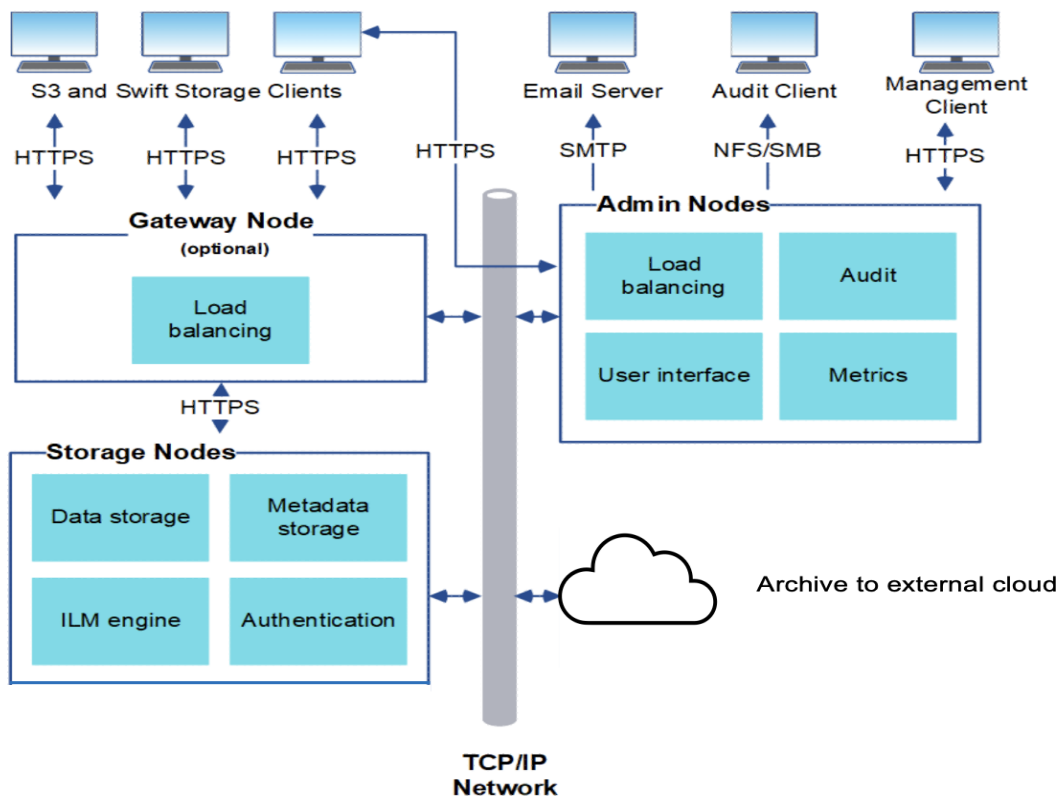 S3 and Swift Storage Clients
Email Server
Audit Client
Management
Client
HTTPS
HTTPS
HTTPS
HTTPS
SMTP
NFS/SMB
HTTPS
Gateway Node
(optional)
Load
balancing
Admin Nodes
Load
balancing
Audit
User interface
Metrics
HTTPS
Storage Nodes
Data storage
Metadata
storage
ILM engine
Authentication
Archive to external cloud
TCP/IP
Network